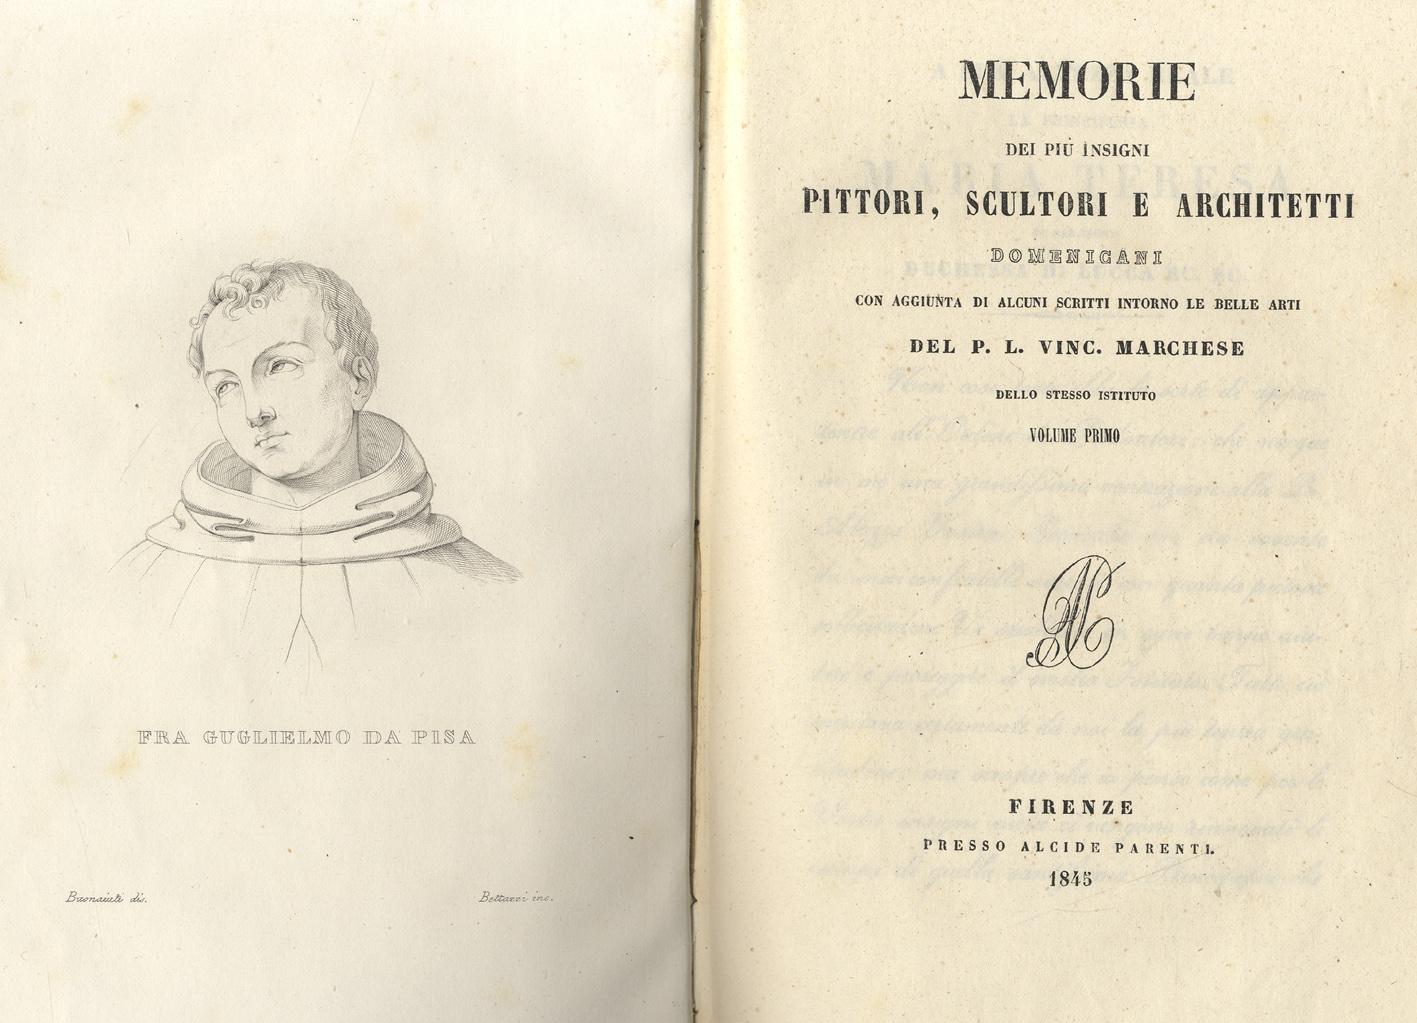 FRA GUGLIELMO DA PISA
Buonaiuti dis.
Bettazzi inc.
MEMORIE
DEI PIÙ INSIGNI
PITTORI, SCULTORI E ARCHITETTI
DOMENICANI
CON AGGIUNTA DI ALCUNI SCRITTI INTORNO LE BELLE ARTI
DEL P. L. VINC. MARCHESE
DELLO STESSO ISTITUTO
VOLUME PRIMO
FIRENZE
PRESSO ALCIDE PARENTI.
1845